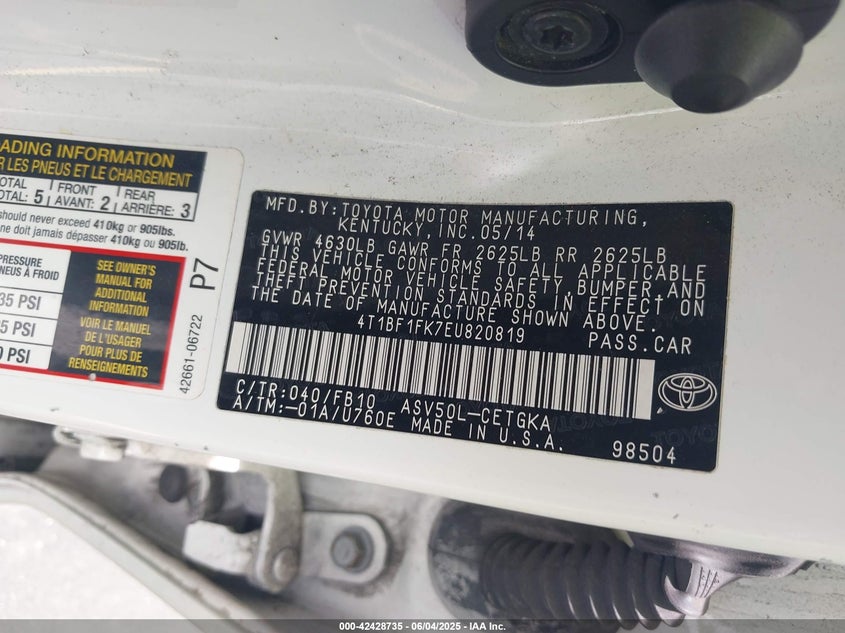 ADING INFORMATION
R LES PNEUS ET LE CHARGEMENT
OTAL 5 FRONT 2 REAR 3
OTAL: AVANT: ARRIÈRE:
should never exceed 410kg or 905lbs.
ne doit jamais dépasser 410kg ou 905lb.
PRESSURE
NEUS À FROID
35 PSI
5 PSI
0 PSI
SEE OWNER'S
MANUAL FOR
ADDITIONAL
INFORMATION
VOIR LE MANUEL
DE L'USAGER
POUR PLUS DE
RENSEIGNEMENTS
42661-06722
P7
MFD.BY:TOYOTA MOTOR MANUFACTURING,
KENTUCKY,INC.05/14
GVWR 4630LB GAWR FR 2625LB RR 2625LB
THIS VEHICLE CONFORMS TO ALL APPLICABLE
FEDERAL MOTOR VEHICLE SAFETY,BUMPER,AND
THEFT PREVENTION STANDARDS IN EFFECT ON
THE DATE OF MANUFACTURE SHOWN ABOVE.
4T1BF1FK7EU820819 PASS.CAR
C/TR:040/FB10 ASV50L-CETGKA
A/TM:-01A/U760E MADE IN U.S.A.
98504
000-42428735 - 06/04/2025 - IAA Inc.